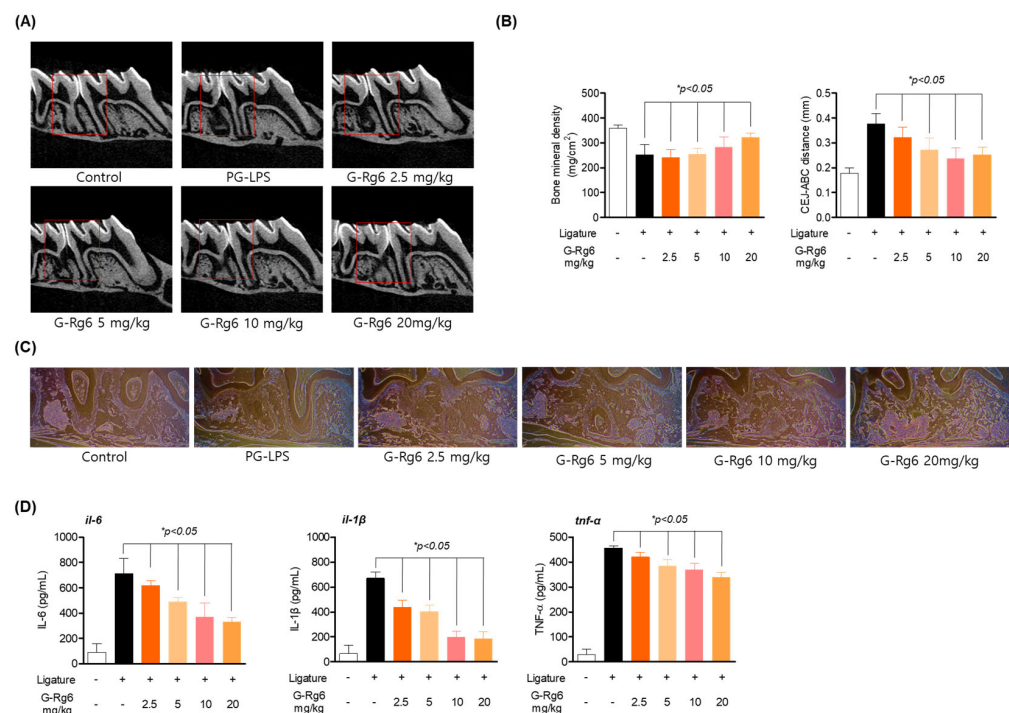 (A)
Control PG-LPS G-Rg6 2.5 mg/kg
G-Rg6 5 mg/kg G-Rg6 10 mg/kg G-Rg6 20mg/kg
(B)
*p<0.05
Bone mineral density
(mg/cm²)
500
400
300
200
100
0
Ligature - + + + + +
G-Rg6
mg/kg - - 2.5 5 10 20
*p<0.05
CEJ-ABC distance (mm)
0.5
0.4
0.3
0.2
0.1
0.0
Ligature - + + + + +
G-Rg6
mg/kg - - 2.5 5 10 20
(C)
Control PG-LPS G-Rg6 2.5 mg/kg G-Rg6 5 mg/kg G-Rg6 10 mg/kg G-Rg6 20mg/kg
(D)
il-6
*p<0.05
IL-6 (pg/mL)
1000
800
600
400
200
0
Ligature - + + + + +
G-Rg6
mg/kg - - 2.5 5 10 20
il-1β
*p<0.05
IL-1β (pg/mL)
1000
800
600
400
200
0
Ligature - + + + + +
G-Rg6
mg/kg - - 2.5 5 10 20
tnf-α
*p<0.05
TNF-α (pg/mL)
500
400
300
200
100
0
Ligature - + + + + +
G-Rg6
mg/kg - - 2.5 5 10 20